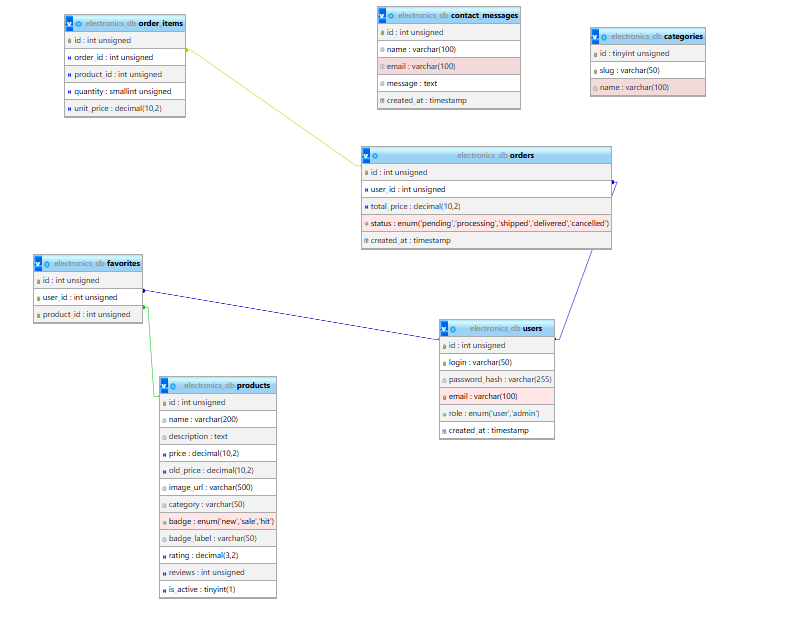 electronics_db order_items
id : int unsigned
order_id : int unsigned
product_id : int unsigned
quantity : smallint unsigned
unit_price : decimal(10,2)
electronics_db contact_messages
id : int unsigned
name : varchar(100)
email : varchar(100)
message : text
created_at : timestamp
electronics_db categories
id : tinyint unsigned
slug : varchar(50)
name : varchar(100)
electronics_db orders
id : int unsigned
user_id : int unsigned
total_price : decimal(10,2)
status : enum('pending','processing','shipped','delivered','cancelled')
created_at : timestamp
electronics_db favorites
id : int unsigned
user_id : int unsigned
product_id : int unsigned
electronics_db users
id : int unsigned
login : varchar(50)
password_hash : varchar(255)
email : varchar(100)
role : enum('user','admin')
created_at : timestamp
electronics_db products
id : int unsigned
name : varchar(200)
description : text
price : decimal(10,2)
old_price : decimal(10,2)
image_url : varchar(500)
category : varchar(50)
badge : enum('new','sale','hit')
badge_label : varchar(50)
rating : decimal(3,2)
reviews : int unsigned
is_active : tinyint(1)